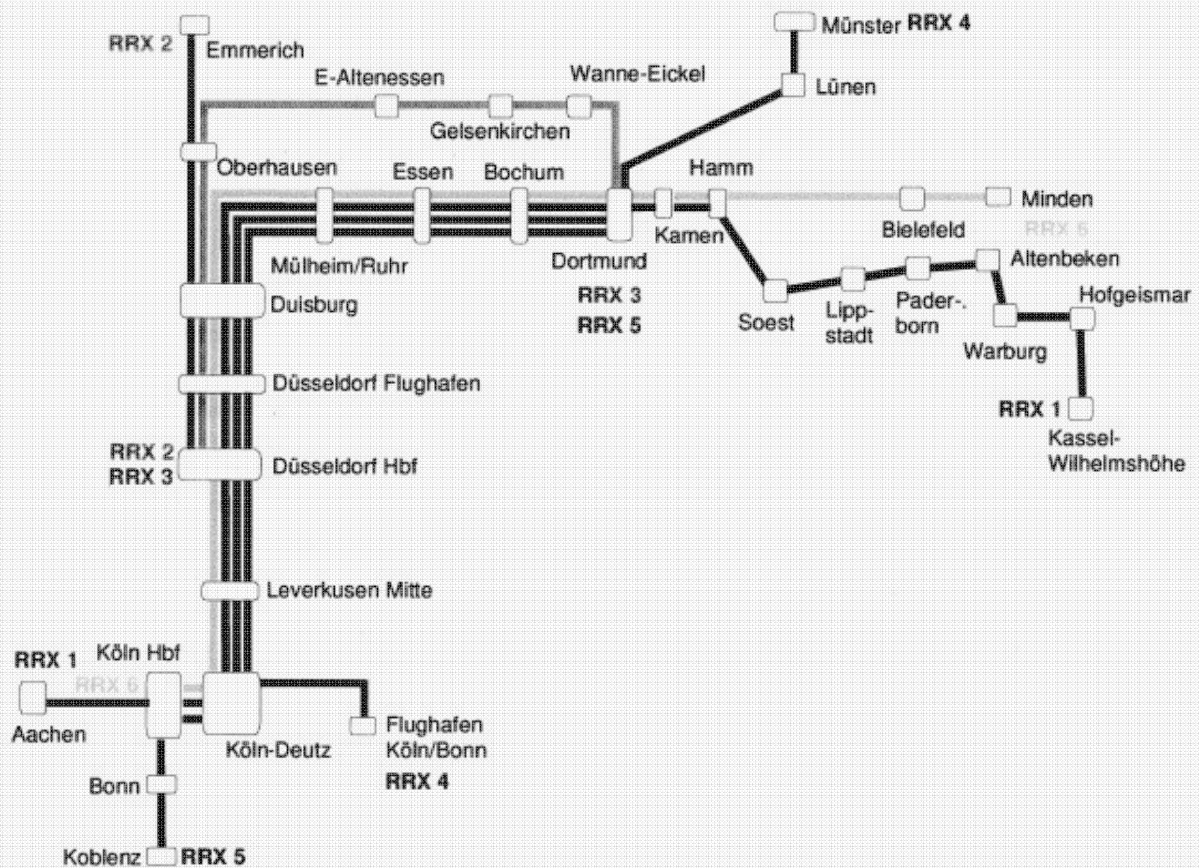 Münster RRX 4
RRX 2
Emmerich
E-Altenessen
Wanne-Eickel
Lünen
Gelsenkirchen
Oberhausen
Essen
Bochum
Hamm
Minden
Kamen
Bielefeld
RRX 6
Mülheim/Ruhr
Dortmund
Altenbeken
RRX 3
RRX 5
Duisburg
Soest
Lipp-
stadt
Pader-.
born
Hofgeismar
Warburg
Düsseldorf Flughafen
RRX 1
Kassel-
Wilhelmshöhe
RRX 2
RRX 3
Düsseldorf Hbf
Leverkusen Mitte
RRX 1
Köln Hbf
RRX 6
Aachen
Köln-Deutz
Flughafen
Köln/Bonn
RRX 4
Bonn
Koblenz
RRX 5